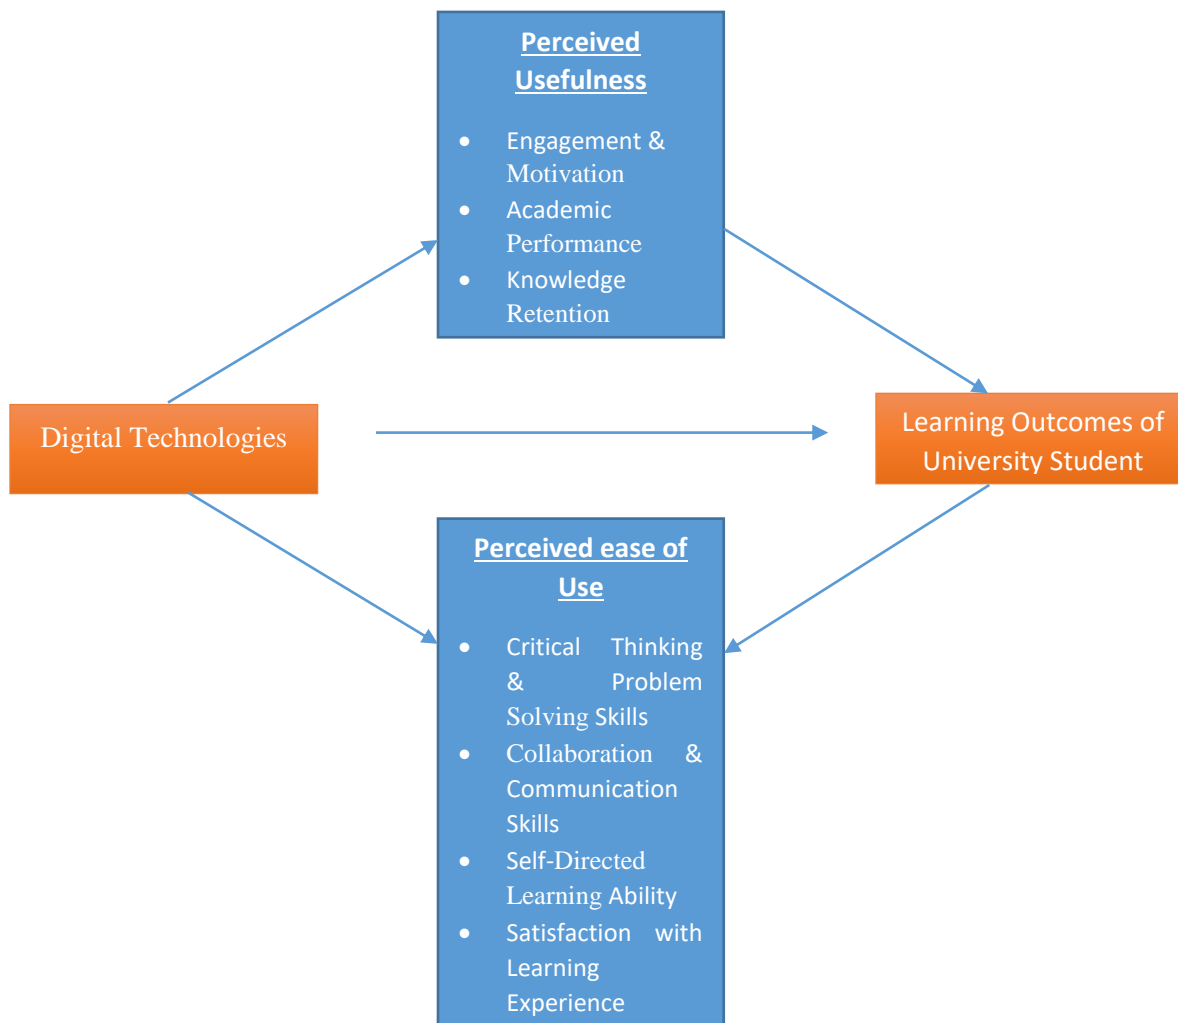 Perceived
Usefulness
• Engagement &
Motivation
• Academic
Performance
• Knowledge
Retention
Digital Technologies
Learning Outcomes of
University Student
Perceived ease of
Use
• Critical Thinking
& Problem
Solving Skills
• Collaboration &
Communication
Skills
• Self-Directed
Learning Ability
• Satisfaction with
Learning
Experience